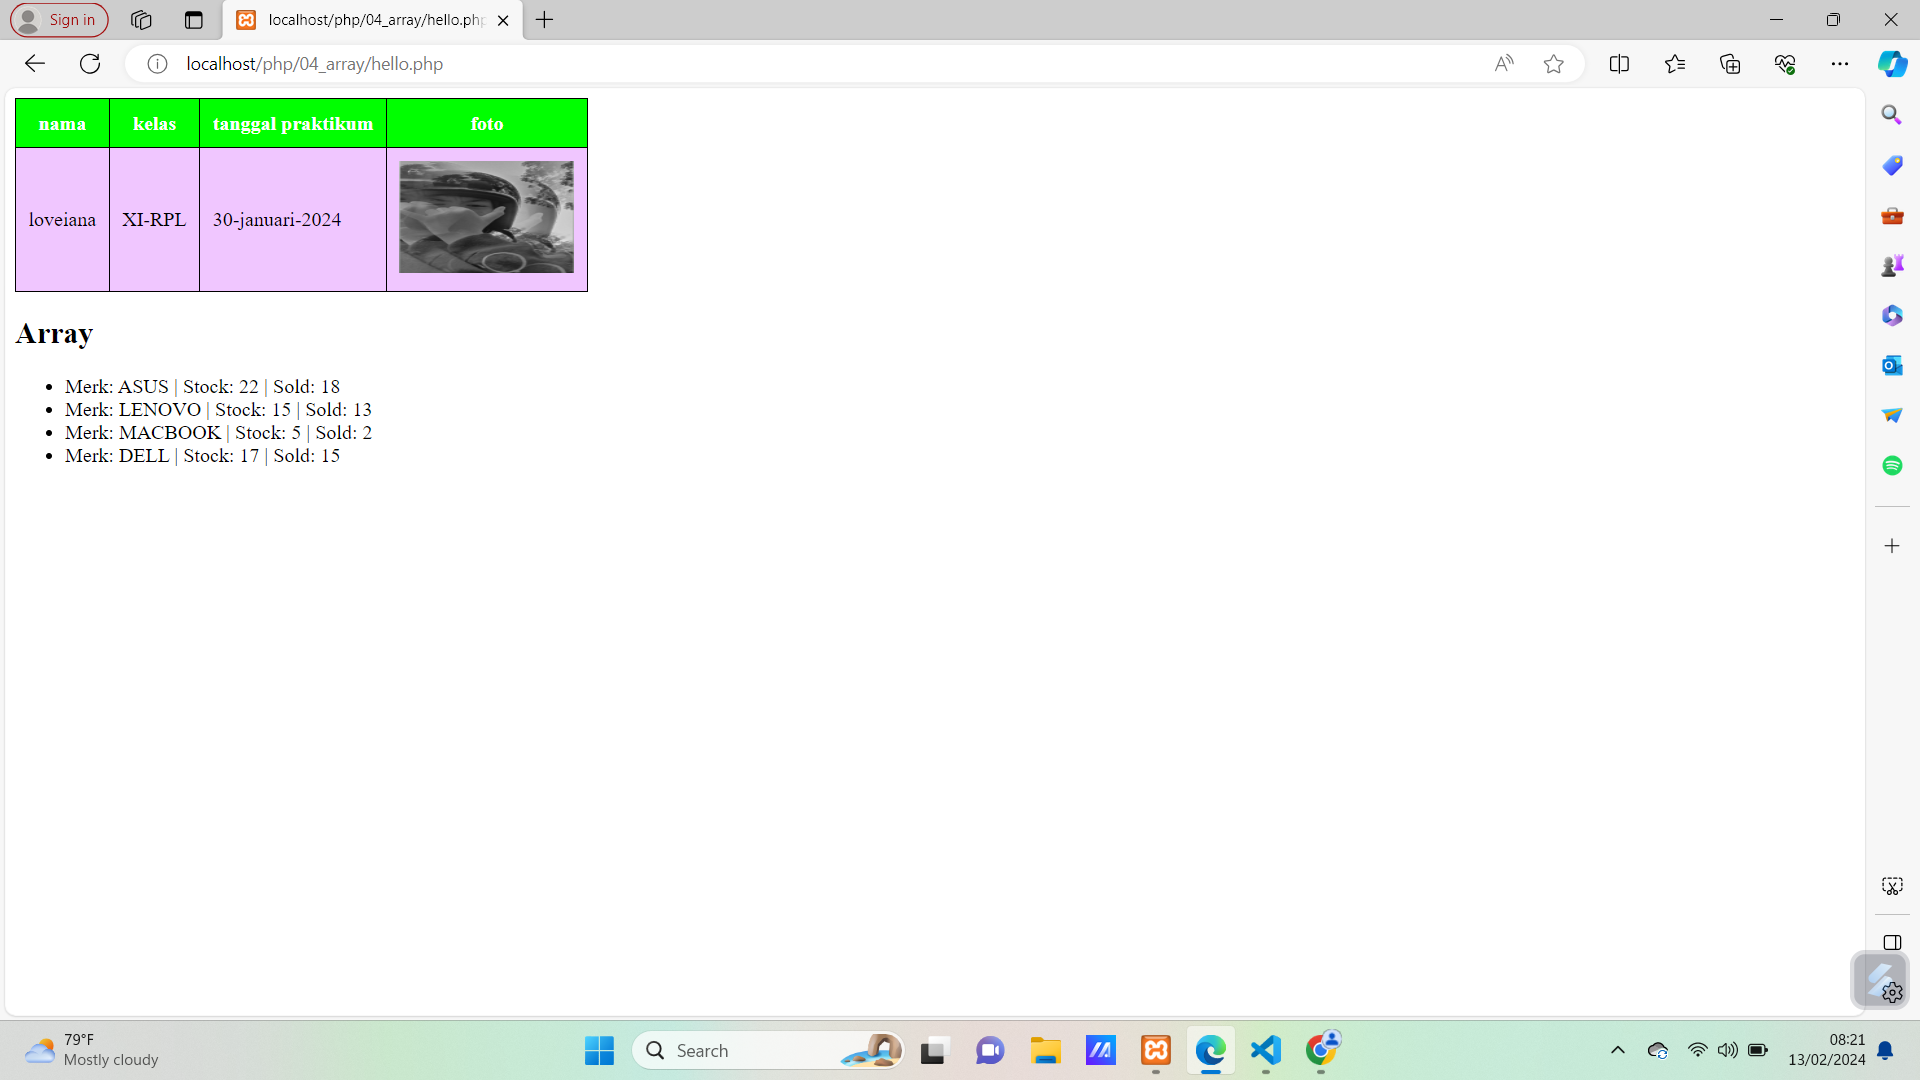 Sign in
localhost/php/04_array/hello.php
localhost/php/04_array/hello.php
nama kelas tanggal praktikum foto
loveiana XI-RPL 30-januari-2024
Array
• Merk: ASUS | Stock: 22 | Sold: 18
• Merk: LENOVO | Stock: 15 | Sold: 13
• Merk: MACBOOK | Stock: 5 | Sold: 2
• Merk: DELL | Stock: 17 | Sold: 15
79°F
Mostly cloudy
Search
08:21
13/02/2024